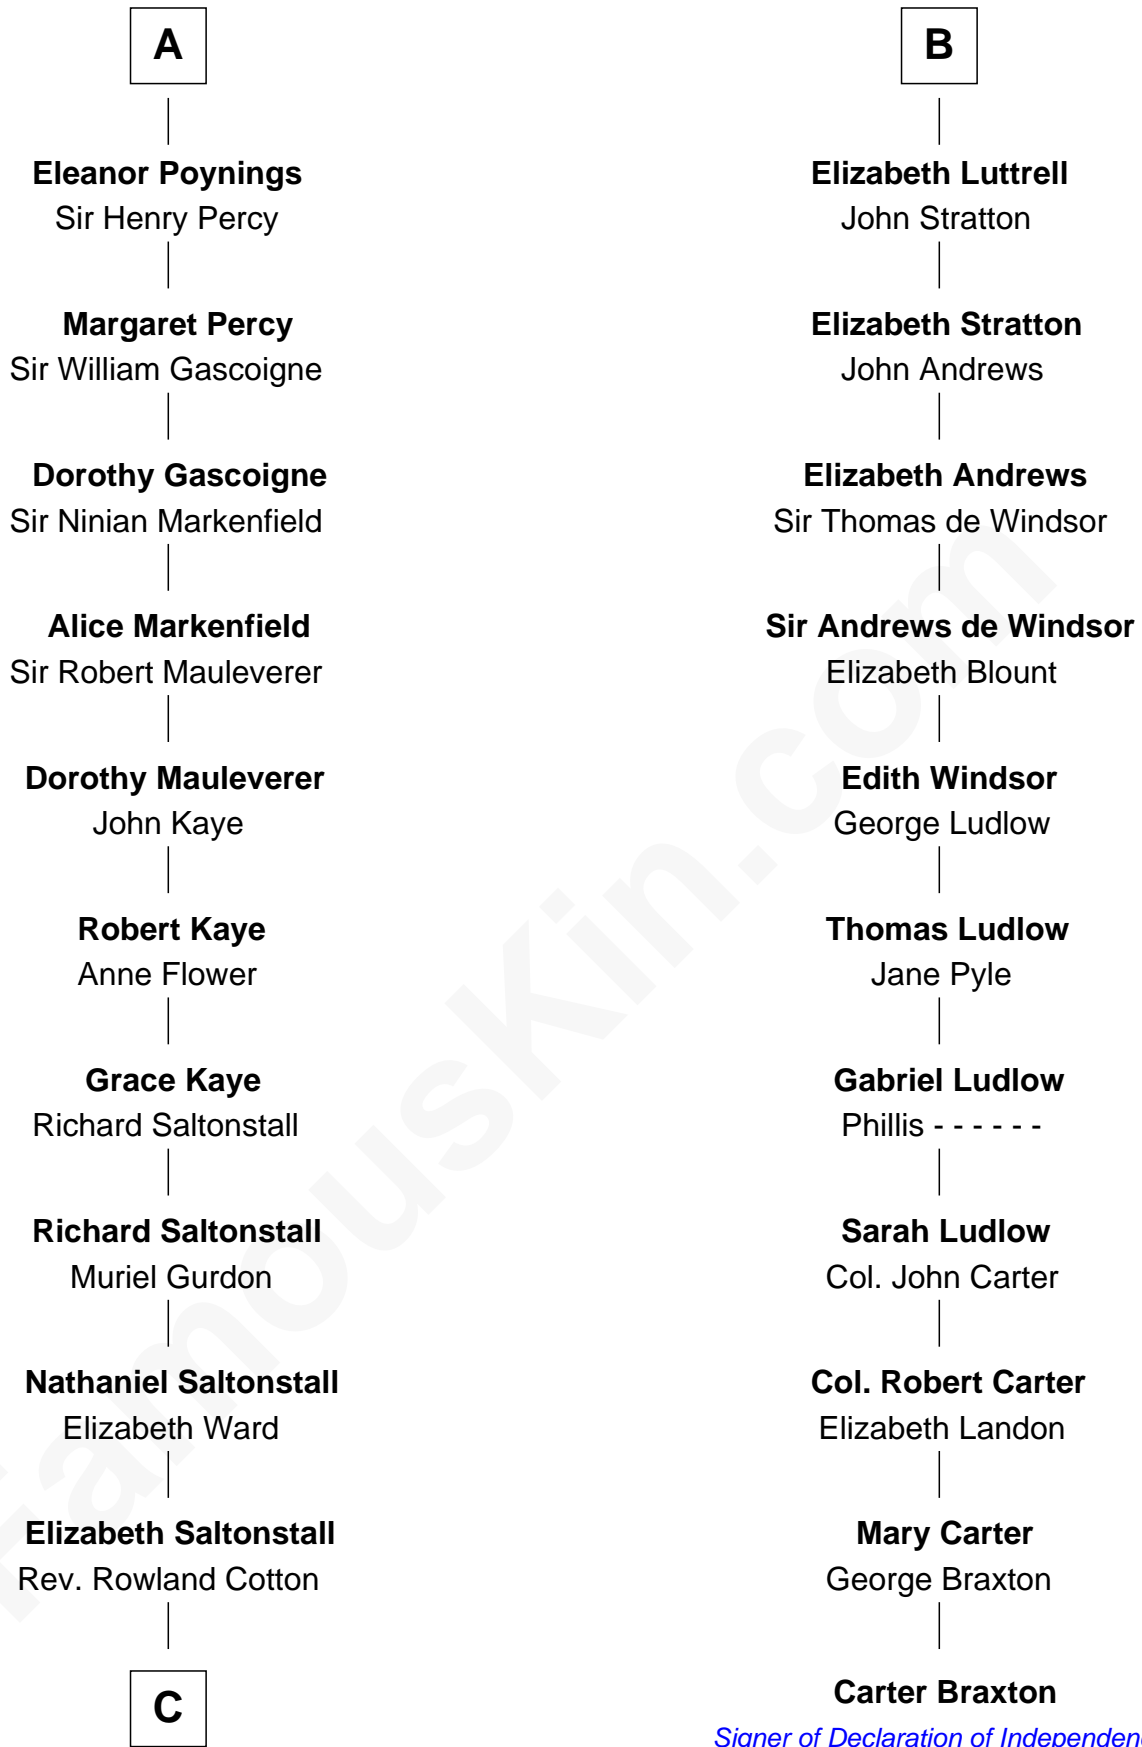 A
Eleanor Poynings
Sir Henry Percy
Margaret Percy
Sir William Gascoigne
Dorothy Gascoigne
Sir Ninian Markenfield
Alice Markenfield
Sir Robert Mauleverer
Dorothy Mauleverer
John Kaye
Robert Kaye
Anne Flower
Grace Kaye
Richard Saltonstall
Richard Saltonstall
Muriel Gurdon
Nathaniel Saltonstall
Elizabeth Ward
Elizabeth Saltonstall
Rev. Rowland Cotton
C
B
Elizabeth Luttrell
John Stratton
Elizabeth Stratton
John Andrews
Elizabeth Andrews
Sir Thomas de Windsor
Sir Andrews de Windsor
Elizabeth Blount
Edith Windsor
George Ludlow
Thomas Ludlow
Jane Pyle
Gabriel Ludlow
Phillis - - - - - -
Sarah Ludlow
Col. John Carter
Col. Robert Carter
Elizabeth Landon
Mary Carter
George Braxton
Carter Braxton
Signer of Declaration of Independenc
FamousKin.com